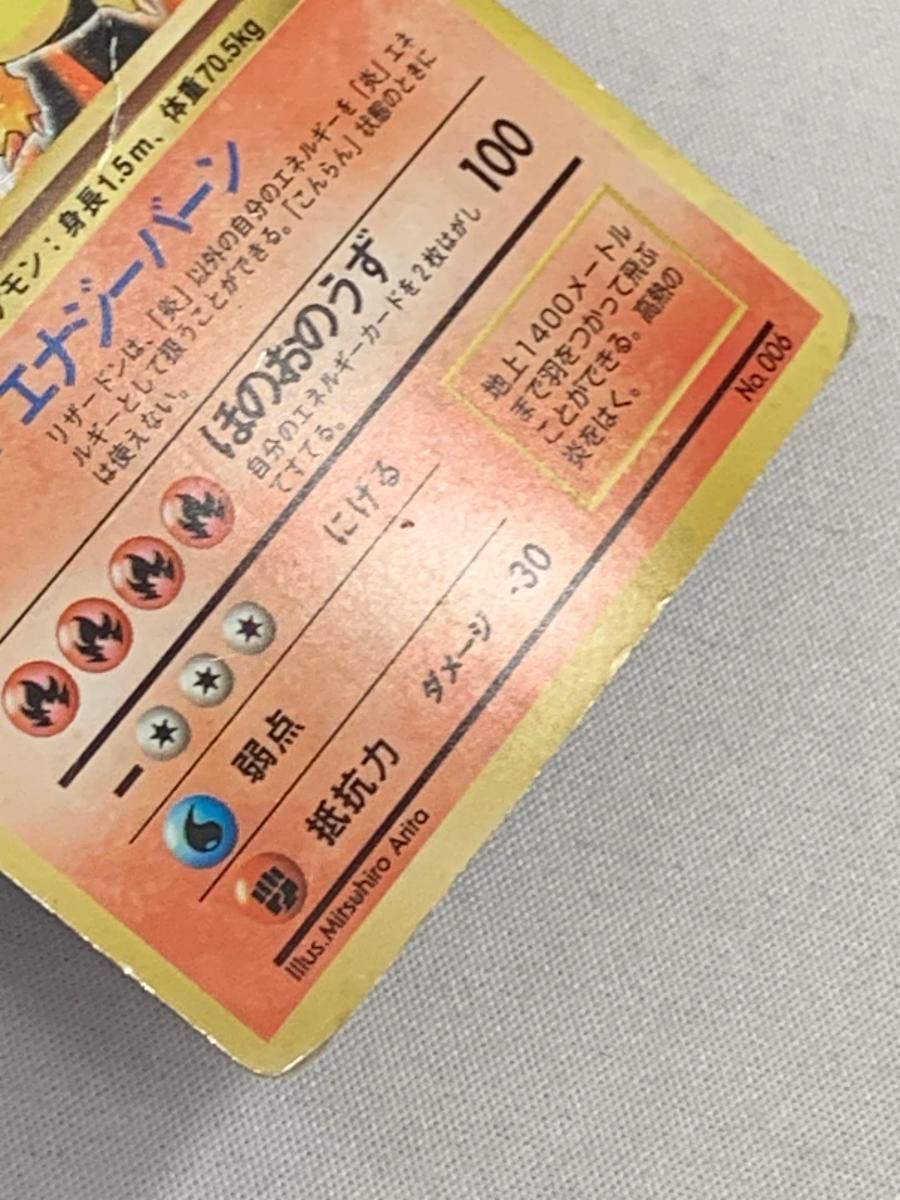 モン：身長1.5m、体重70.5kg
エナジーバーン
リザードンは、「炎」以外の自分のエネルギーを「炎」エネ
ルギーとして扱うことができる。「こんらん」状態のときに
は使えない。
ほのおのうず 100
自分のエネルギーカードを2枚はがし
てすてる。
にげる
弱点
抵抗力 ダメージ -30
地上1400メートル
まで羽をつかって飛ぶ
ことができる。高熱の
炎をはく。
Illus.Mitsuhiro Arita
No.006